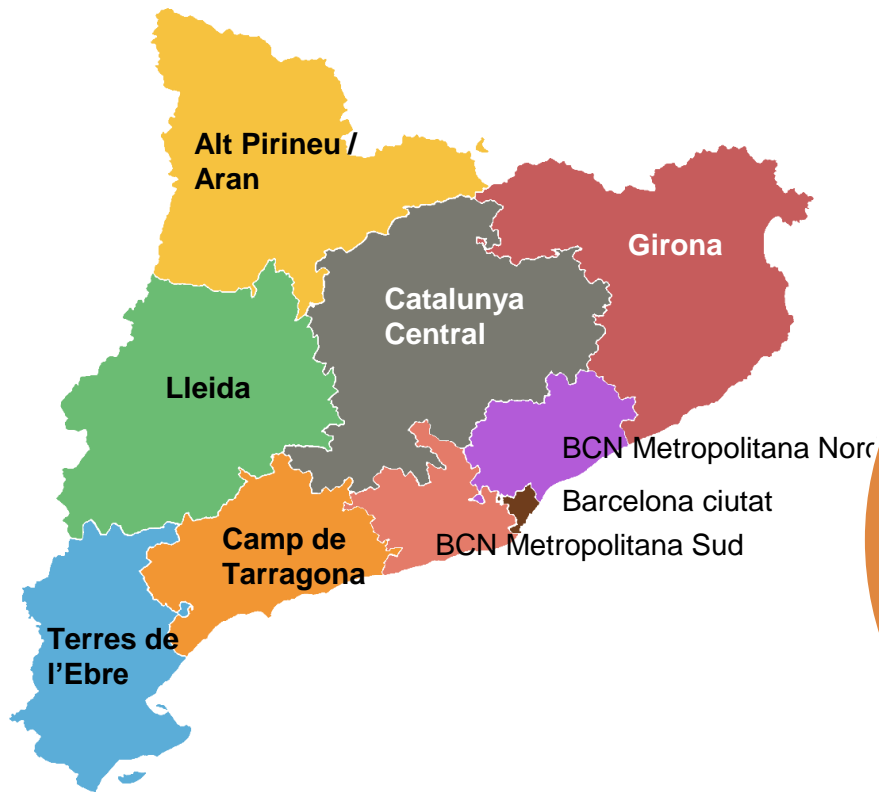 Alt Pirineu /
Aran
Girona
Catalunya
Central
Lleida
BCN Metropolitana Nord
Barcelona ciutat
BCN Metropolitana Sud
Camp de
Tarragona
Terres de
l’Ebre